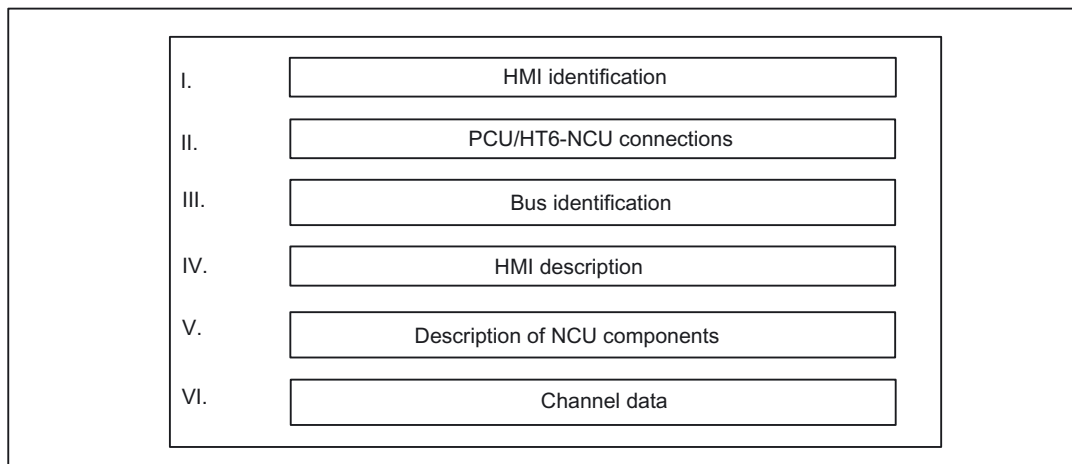 I. HMI identification
II. PCU/HT6-NCU connections
III. Bus identification
IV. HMI description
V. Description of NCU components
VI. Channel data